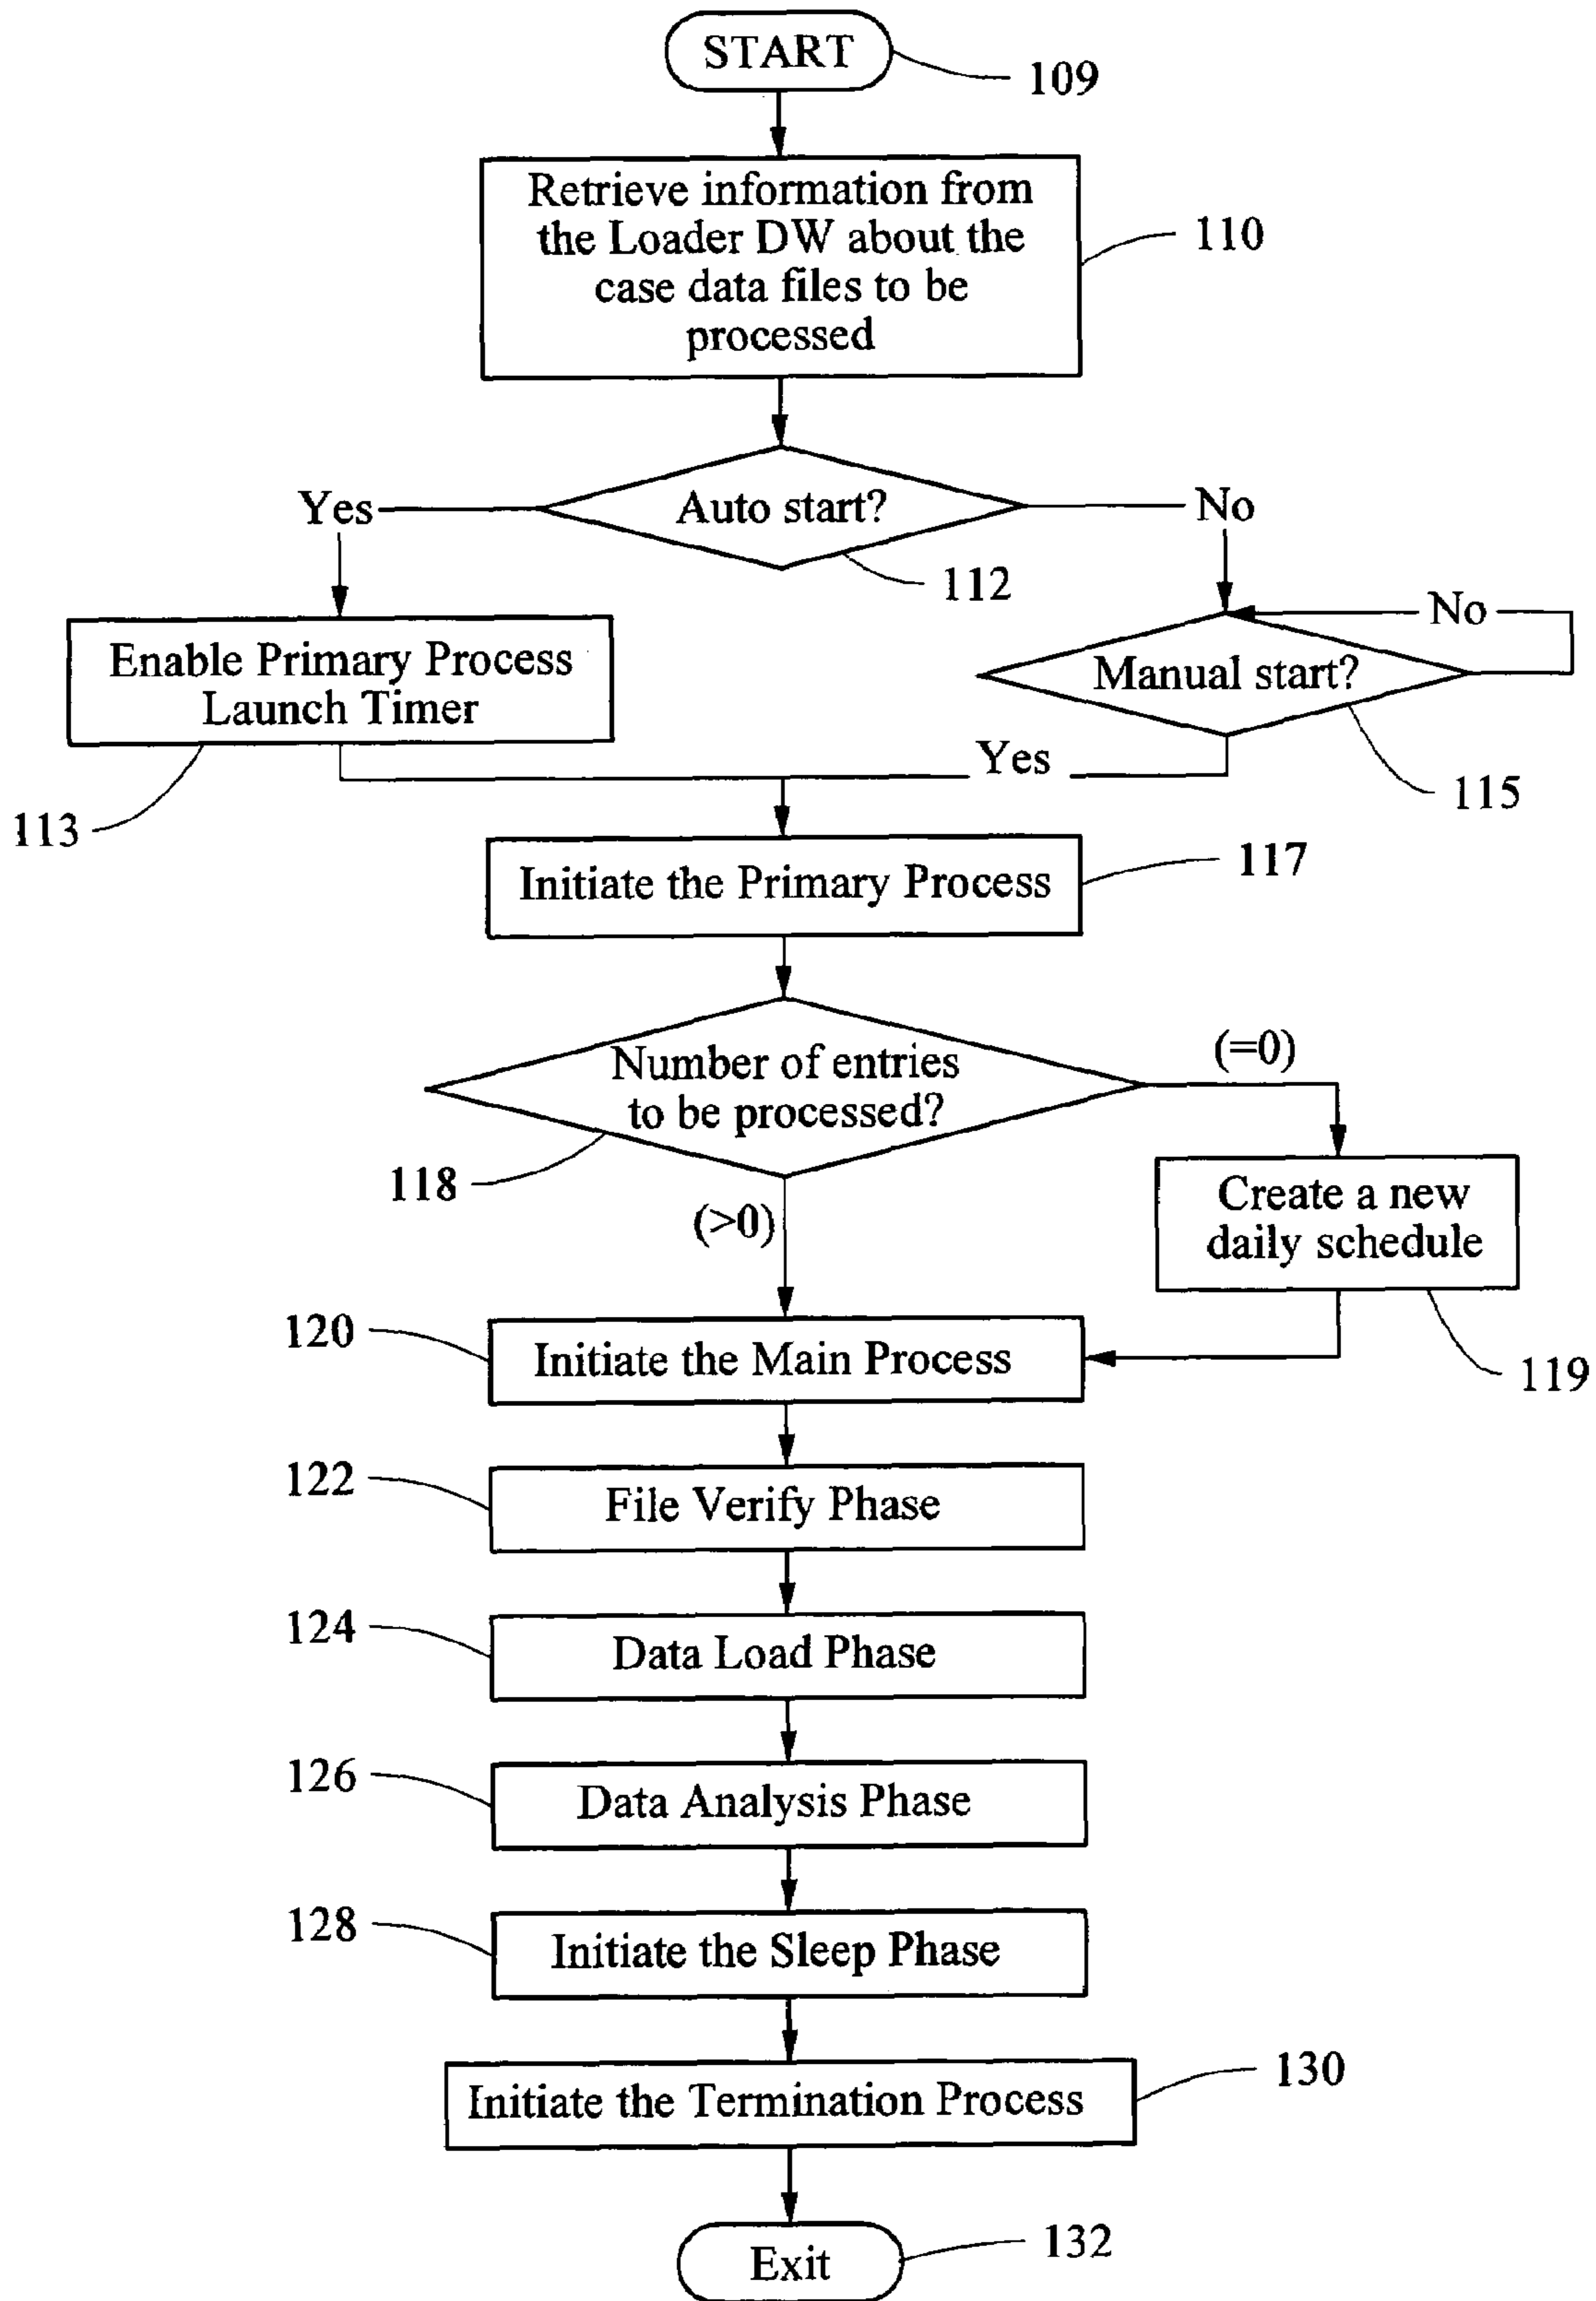 START
109
Retrieve information from
the Loader DW about the
case data files to be
processed
110
Yes
Auto start?
No
112
No
Enable Primary Process
Launch Timer
Manual start?
Yes
115
113
Initiate the Primary Process
117
Number of entries
to be processed?
(=0)
118
(>0)
Create a new
daily schedule
119
120
Initiate the Main Process
122
File Verify Phase
124
Data Load Phase
126
Data Analysis Phase
128
Initiate the Sleep Phase
130
Initiate the Termination Process
Exit
132